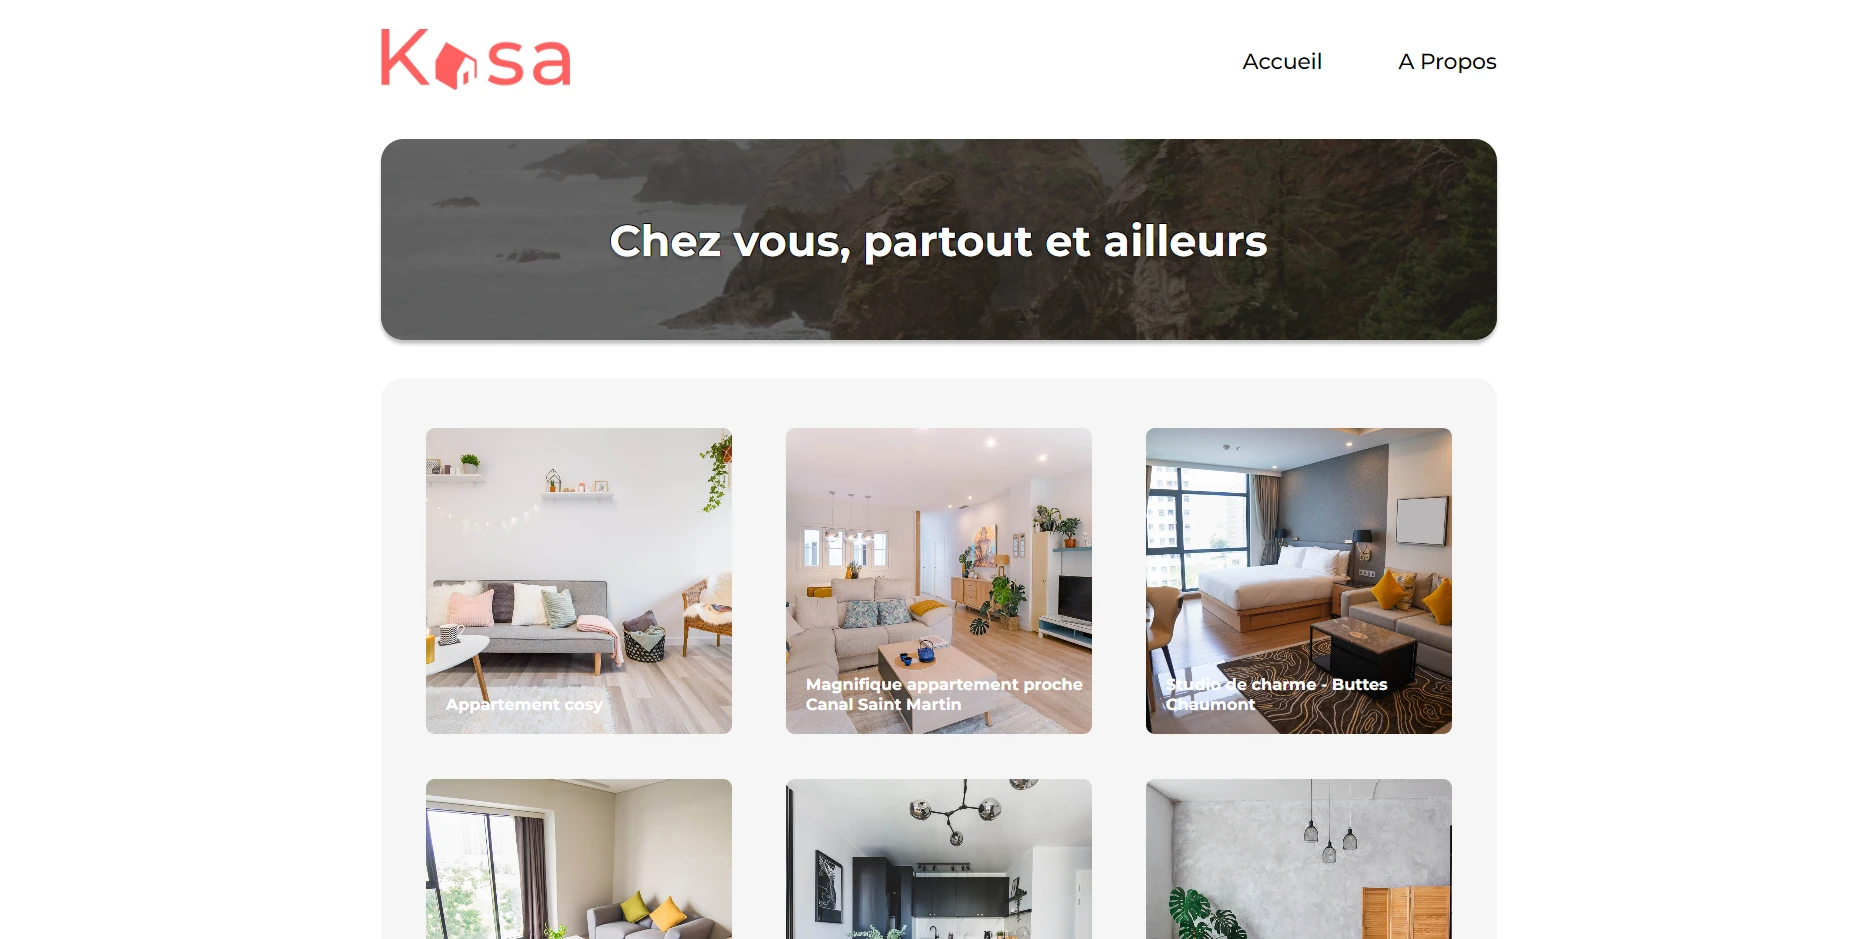 Kasa
Accueil
A Propos
Chez vous, partout et ailleurs
Appartement cosy
Magnifique appartement proche
Canal Saint Martin
Studio de charme - Buttes
Chaumont